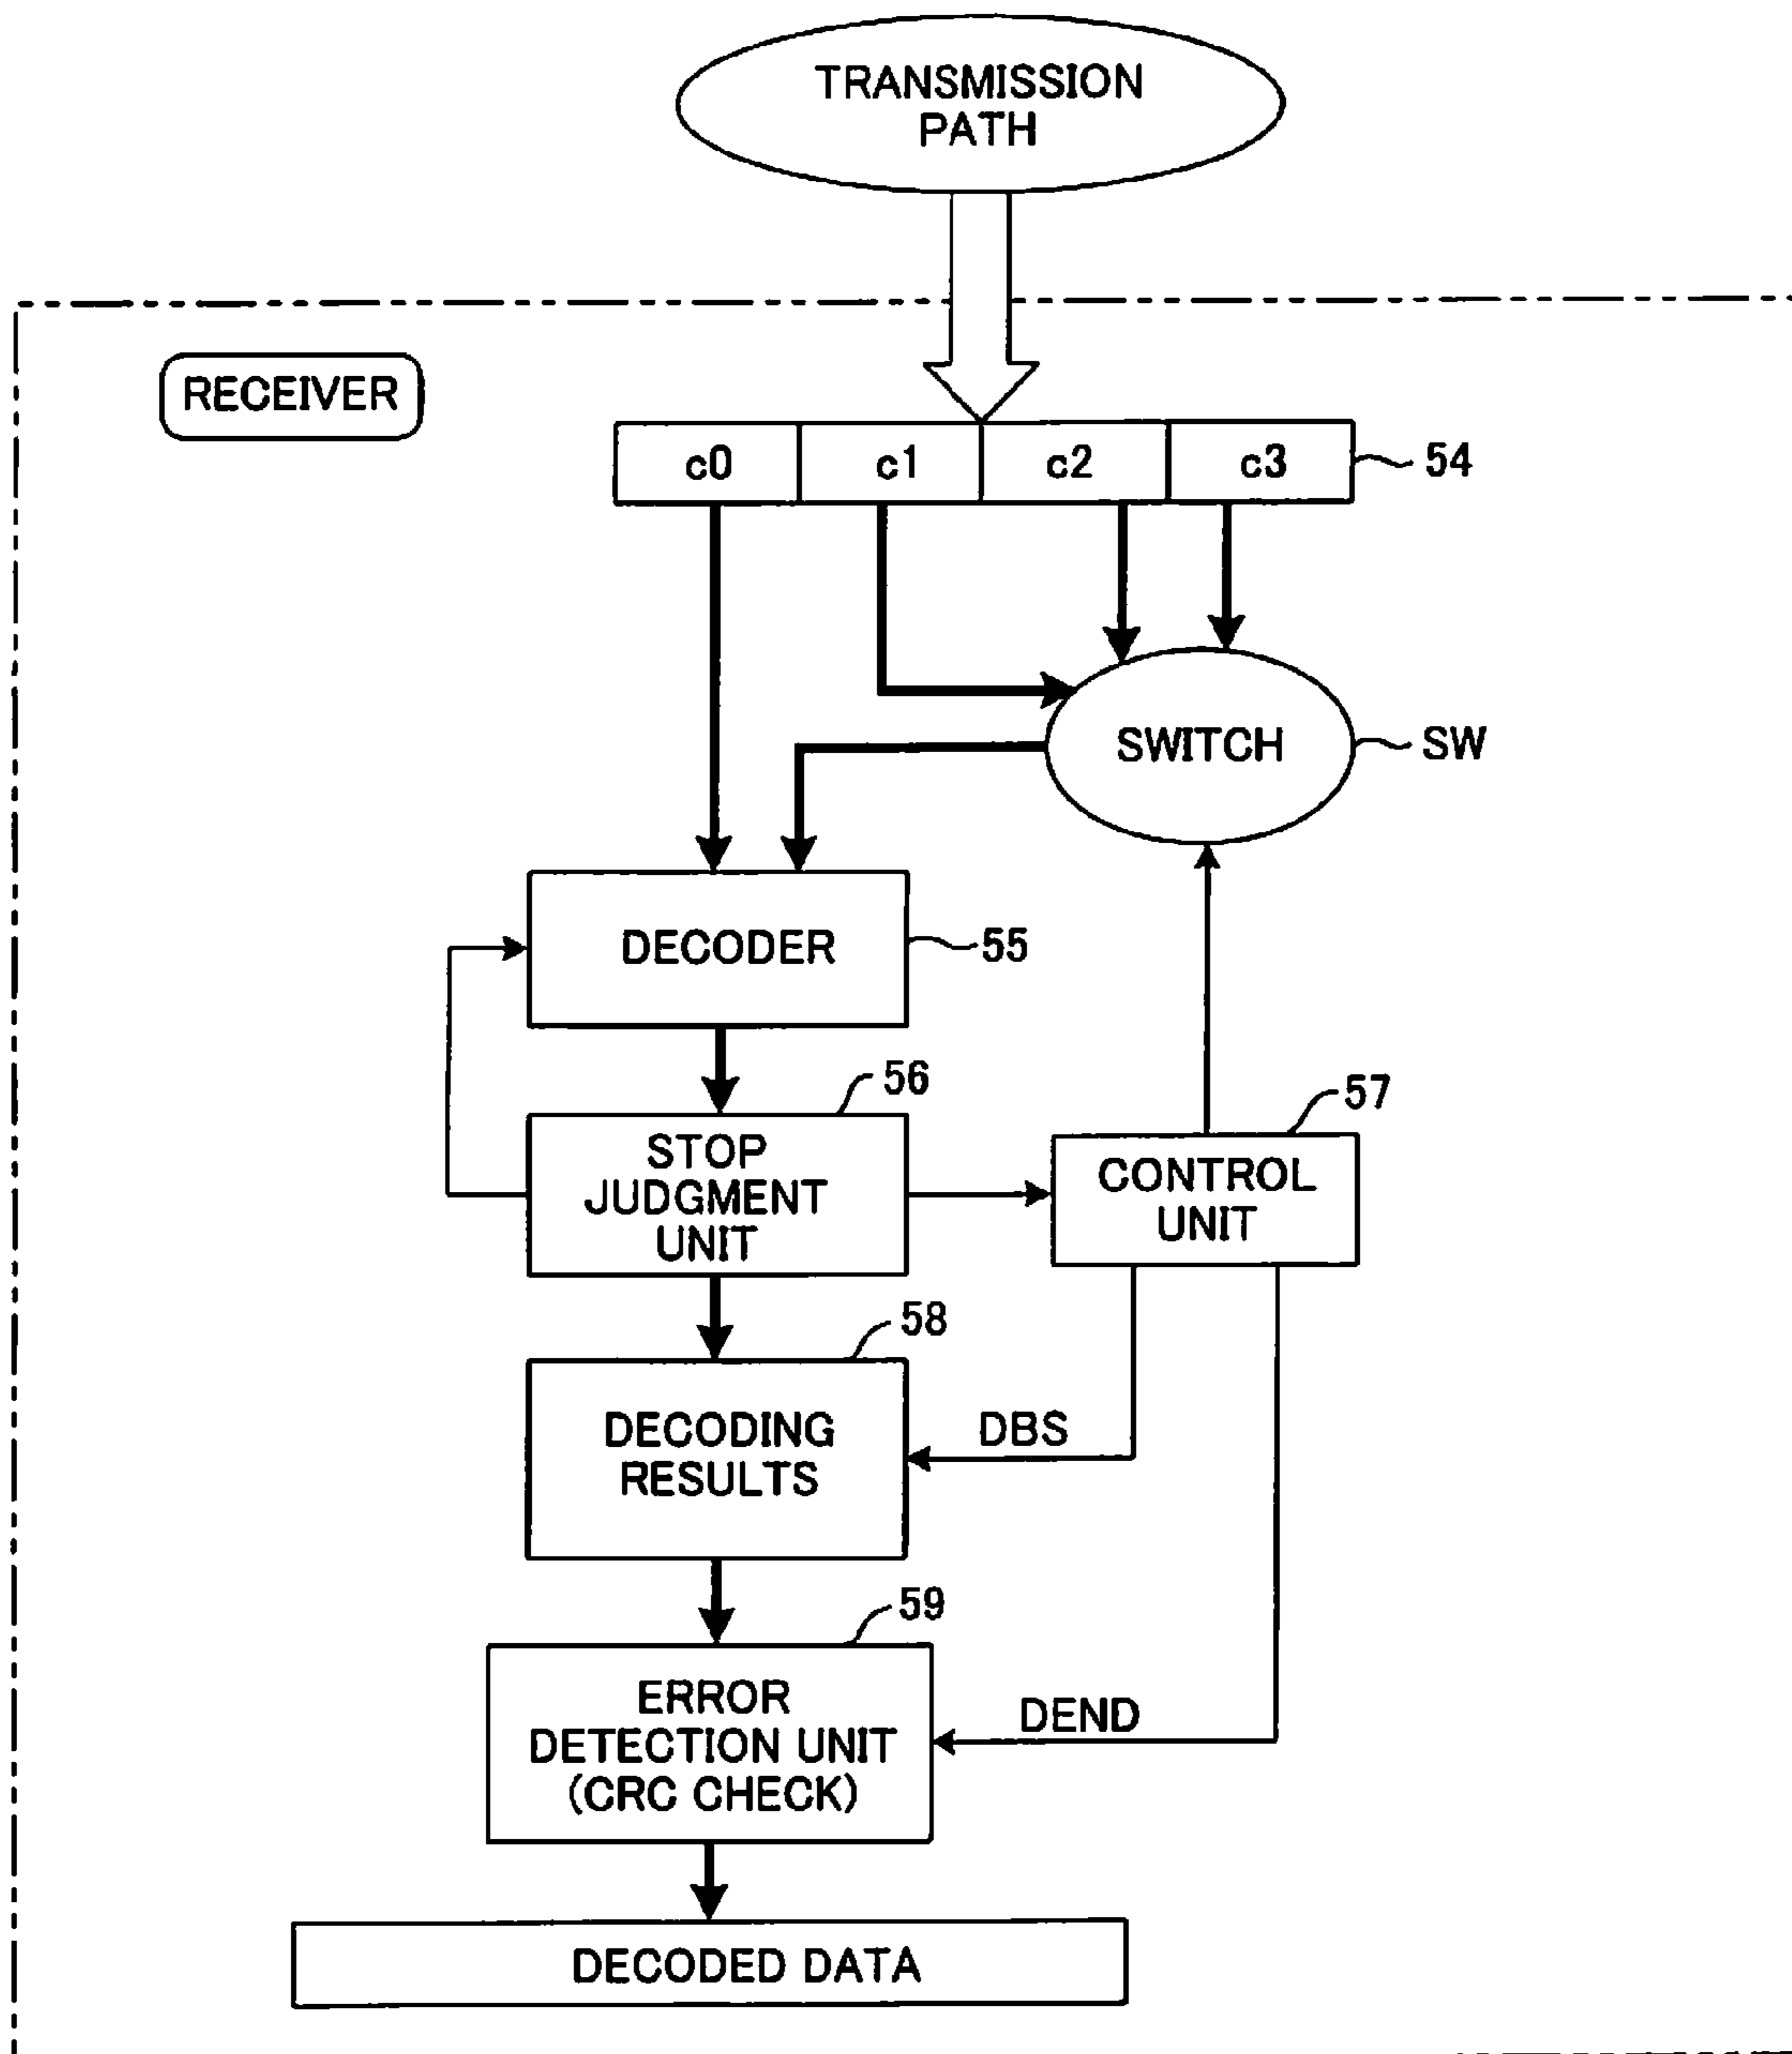 TRANSMISSION
PATH
RECEIVER
c0
c1
c2
c3
54
SWITCH
SW
DECODER
55
56
STOP
JUDGMENT
UNIT
57
CONTROL
UNIT
58
DECODING
RESULTS
DBS
59
ERROR
DETECTION UNIT
(CRC CHECK)
DEND
DECODED DATA